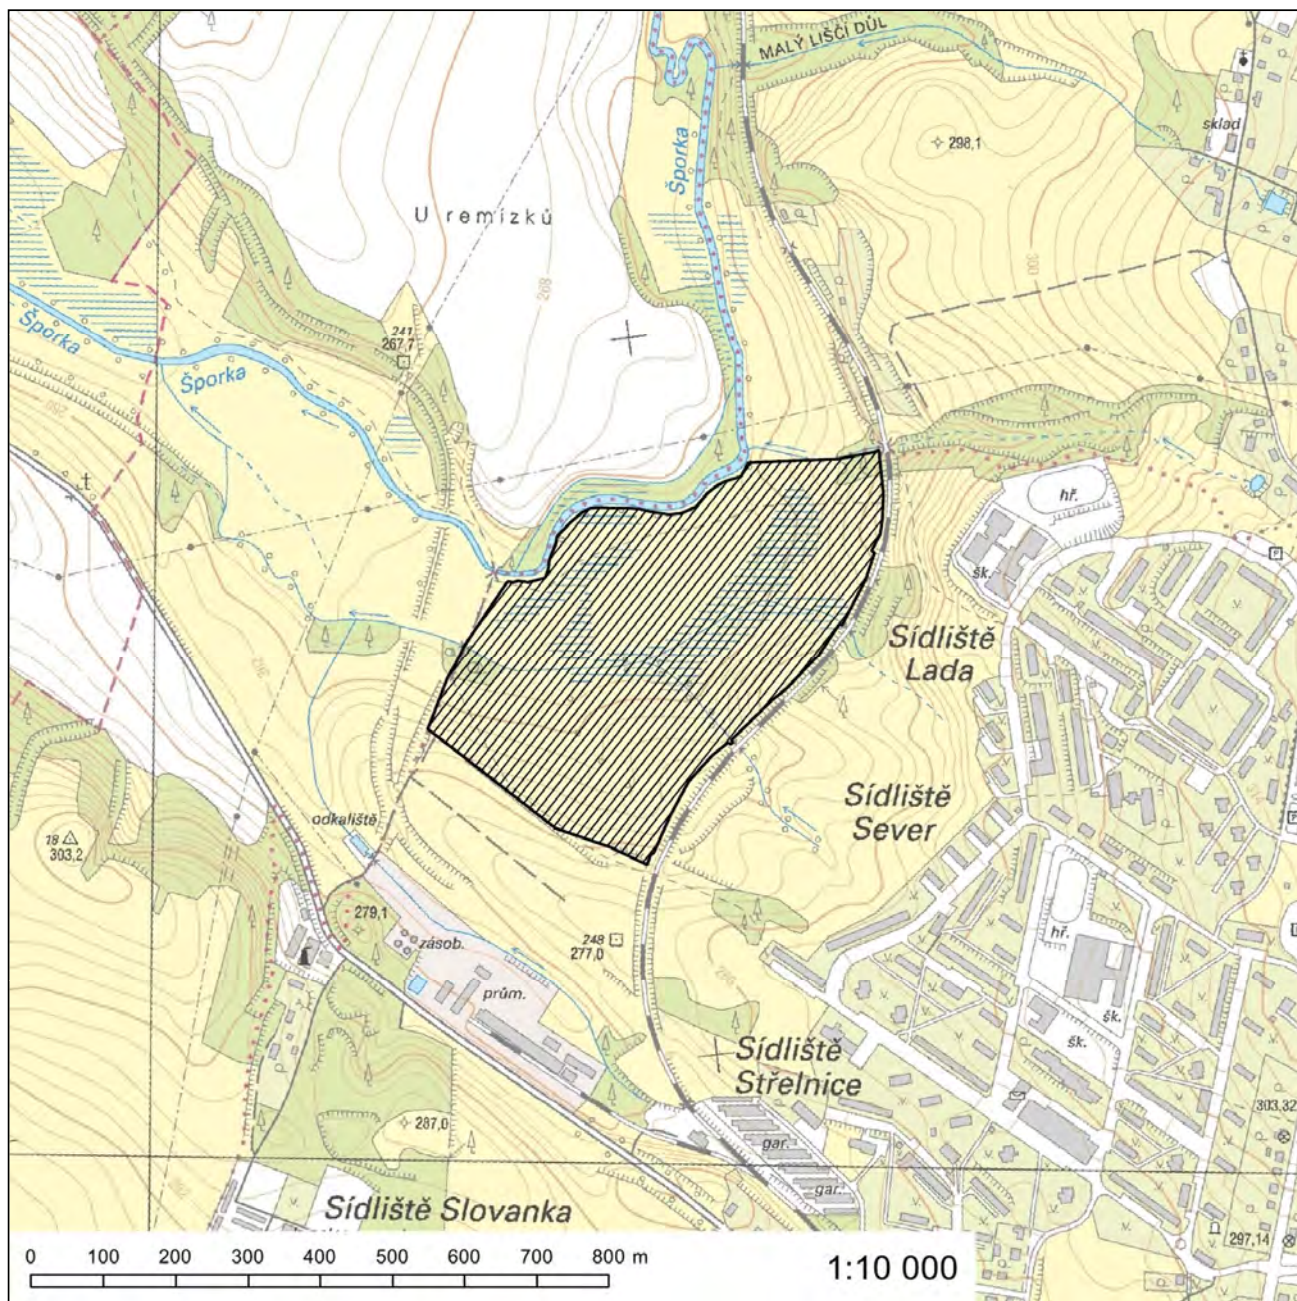 MALÝ LIŠČÍ DŮL
sklad
298,1
Šporka
U remízků
300
268
Šporka
241
267,7
Šporka
260
hř.
šk.
Sídliště
Lada
Sídliště
Sever
odkaliště
18
303,2
279,1
zásob.
248
277,0
hř.
prům.
šk.
šk.
Sídliště
Střelnice
303,32
287,0
gar.
gar.
Sídliště Slovanka
297,14
0 100 200 300 400 500 600 700 800 m
1:10 000